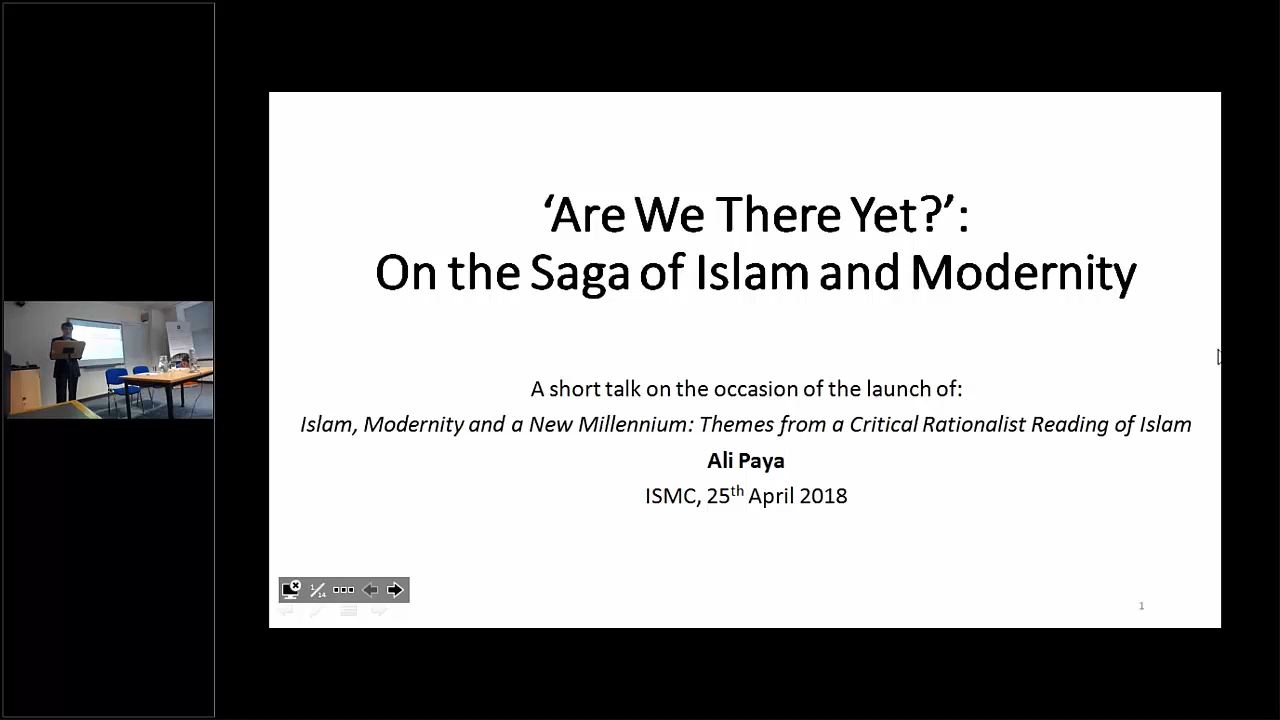 ‘Are We There Yet?’:
On the Saga of Islam and Modernity
A short talk on the occasion of the launch of:
Islam, Modernity and a New Millennium: Themes from a Critical Rationalist Reading of Islam
Ali Paya
ISMC, 25th April 2018
1/14
1